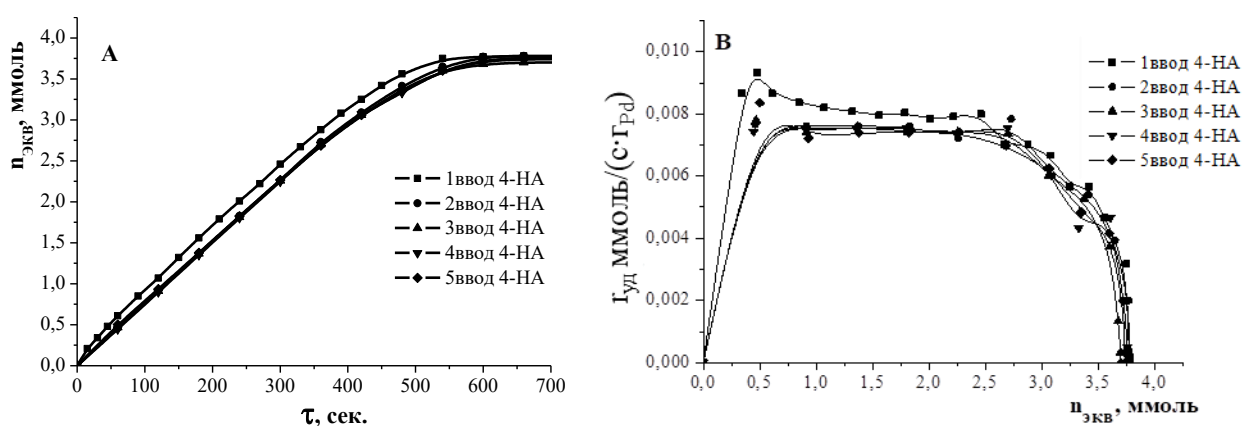 A
4,0
3,5
3,0
2,5
2,0
1,5
1,0
0,5
0,0
nэкв, ммоль
0 100 200 300 400 500 600 700
τ, сек.
1ввод 4-НА
2ввод 4-НА
3ввод 4-НА
4ввод 4-НА
5ввод 4-НА
В
0,010
0,008
0,006
0,004
0,002
0,000
rуд ммоль/(с·гPd)
0,0 0,5 1,0 1,5 2,0 2,5 3,0 3,5 4,0
nэкв, ммоль
1ввод 4-НА
2ввод 4-НА
3ввод 4-НА
4ввод 4-НА
5ввод 4-НА